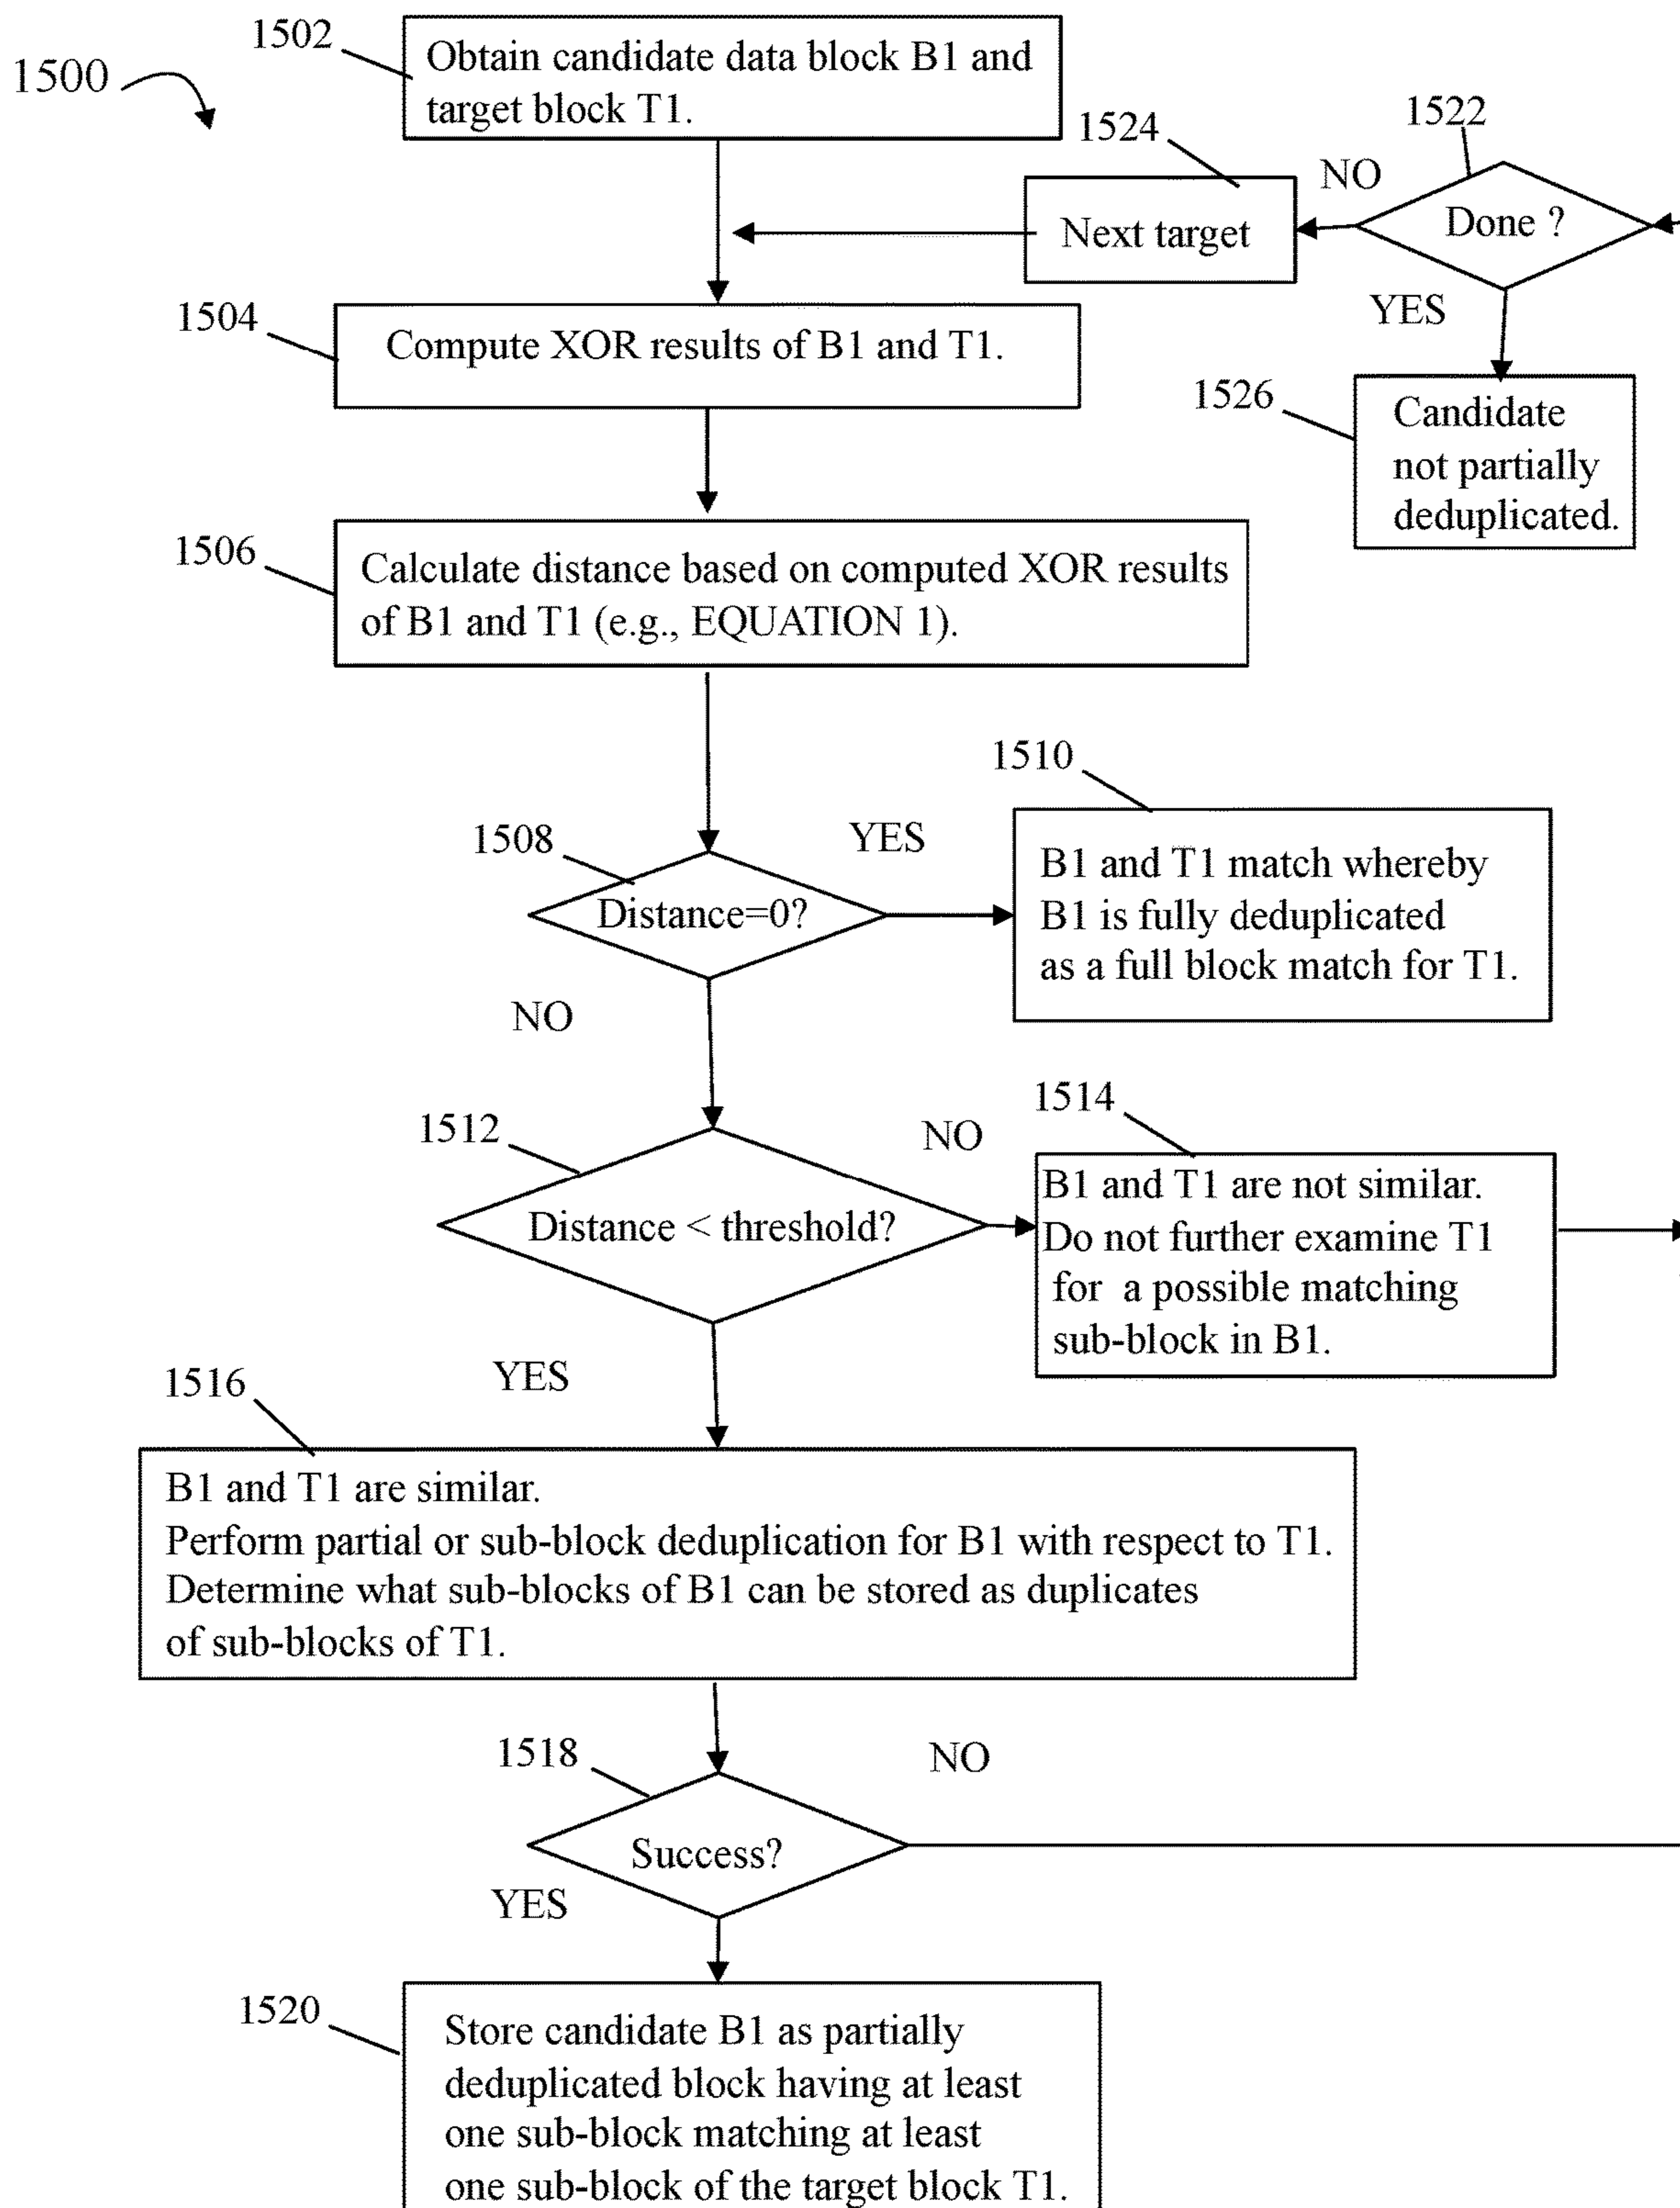 1500
1502
Obtain candidate data block B1 and
target block T1.
1522
1524
NO
Done ?
Next target
YES
1504
Compute XOR results of B1 and T1.
1526
Candidate
not partially
deduplicated.
1506
Calculate distance based on computed XOR results
of B1 and T1 (e.g., EQUATION 1).
1508
Distance=0?
YES
1510
B1 and T1 match whereby
B1 is fully deduplicated
as a full block match for T1.
NO
1512
Distance < threshold?
NO
1514
B1 and T1 are not similar.
Do not further examine T1
for a possible matching
sub-block in B1.
YES
1516
B1 and T1 are similar.
Perform partial or sub-block deduplication for B1 with respect to T1.
Determine what sub-blocks of B1 can be stored as duplicates
of sub-blocks of T1.
1518
Success?
NO
YES
1520
Store candidate B1 as partially
deduplicated block having at least
one sub-block matching at least
one sub-block of the target block T1.